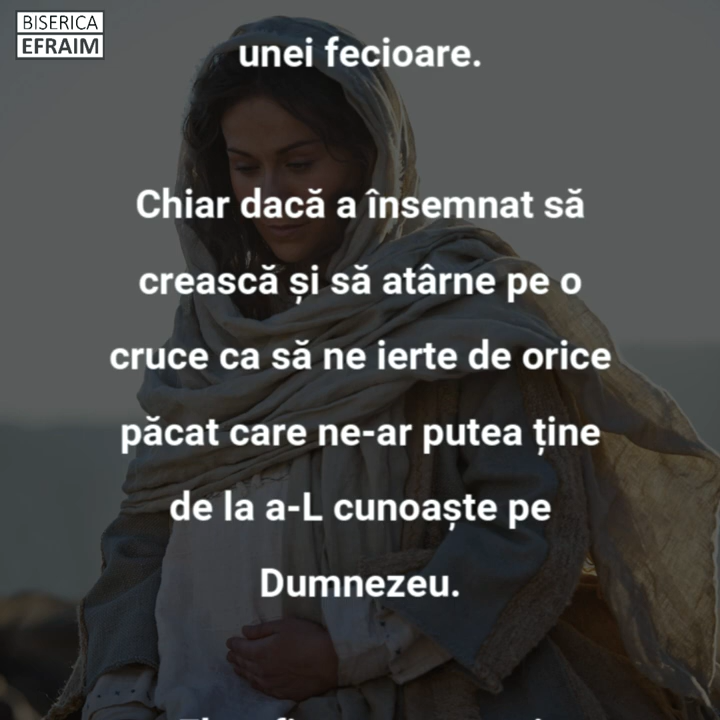 BISERICA
EFRAIM
unei fecioare.
Chiar dacă a însemnat să
crească și să atârne pe o
cruce ca să ne ierte de orice
păcat care ne-ar putea ține
de la a-L cunoaște pe
Dumnezeu.